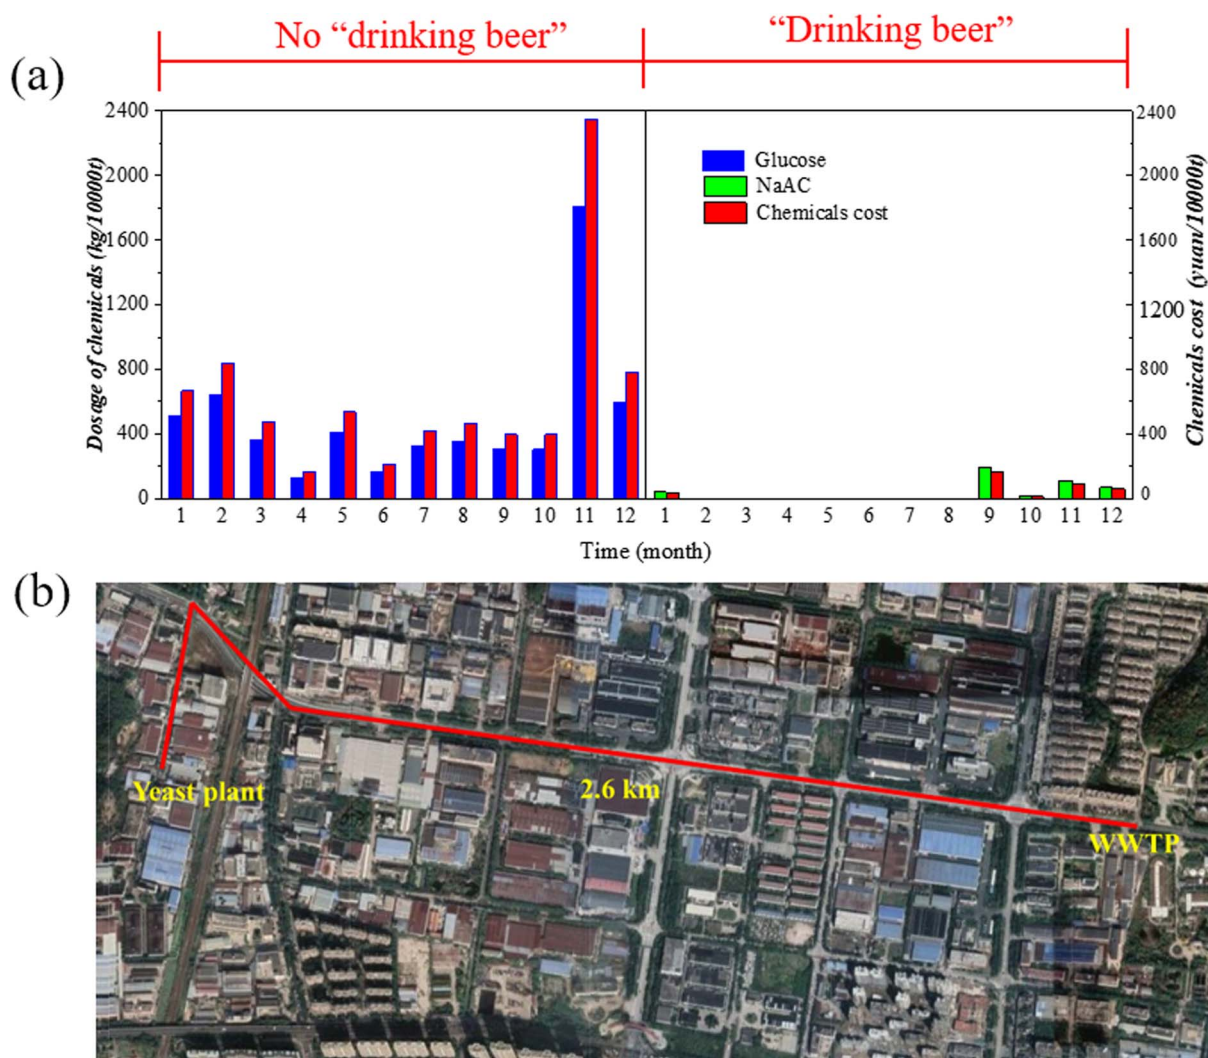 No “drinking beer”
“Drinking beer”
(a)
Dosage of chemicals (kg/10000t)
2400
2000
1600
1200
800
400
0
Glucose
NaAC
Chemicals cost
2400
2000
1600
1200
800
400
0
Chemicals cost (yuan/10000t)
1 2 3 4 5 6 7 8 9 10 11 12 1 2 3 4 5 6 7 8 9 10 11 12
Time (month)
(b)
Yeast plant
2.6 km
WWTP